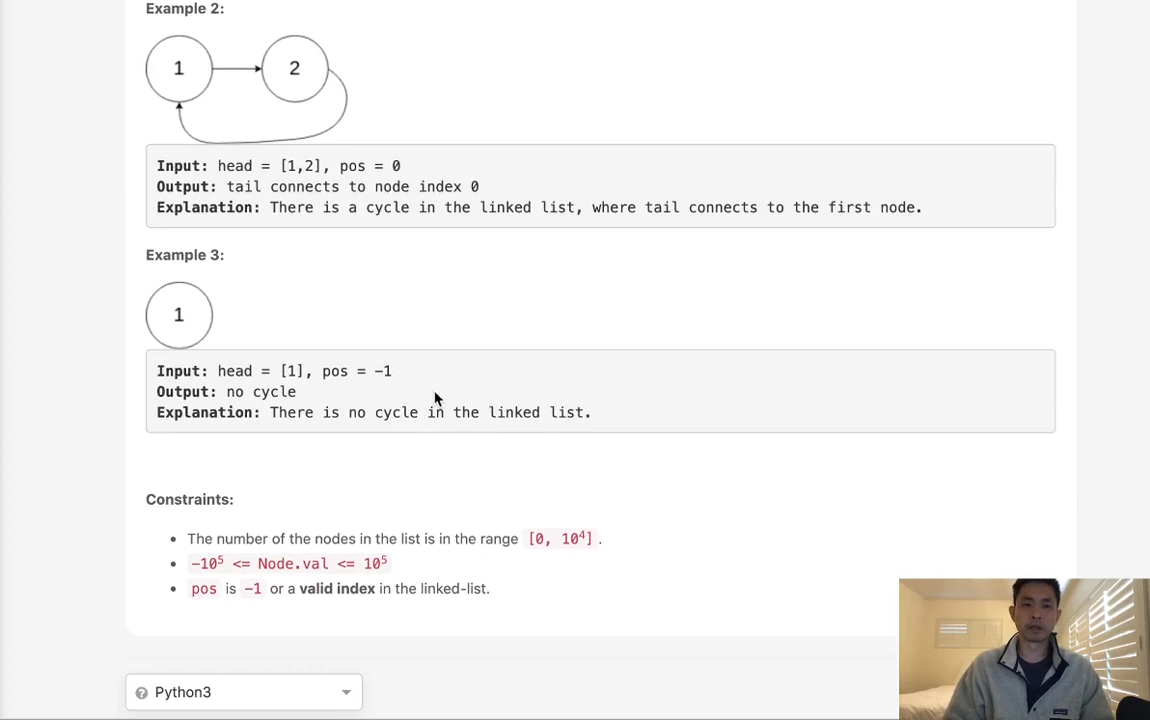 Example 2:
1
2
Input: head = [1,2], pos = 0
Output: tail connects to node index 0
Explanation: There is a cycle in the linked list, where tail connects to the first node.
Example 3:
1
Input: head = [1], pos = -1
Output: no cycle
Explanation: There is no cycle in the linked list.
Constraints:
• The number of the nodes in the list is in the range [0, 10⁴] .
• -10⁵ <= Node.val <= 10⁵
• pos is -1 or a valid index in the linked-list.
Python3